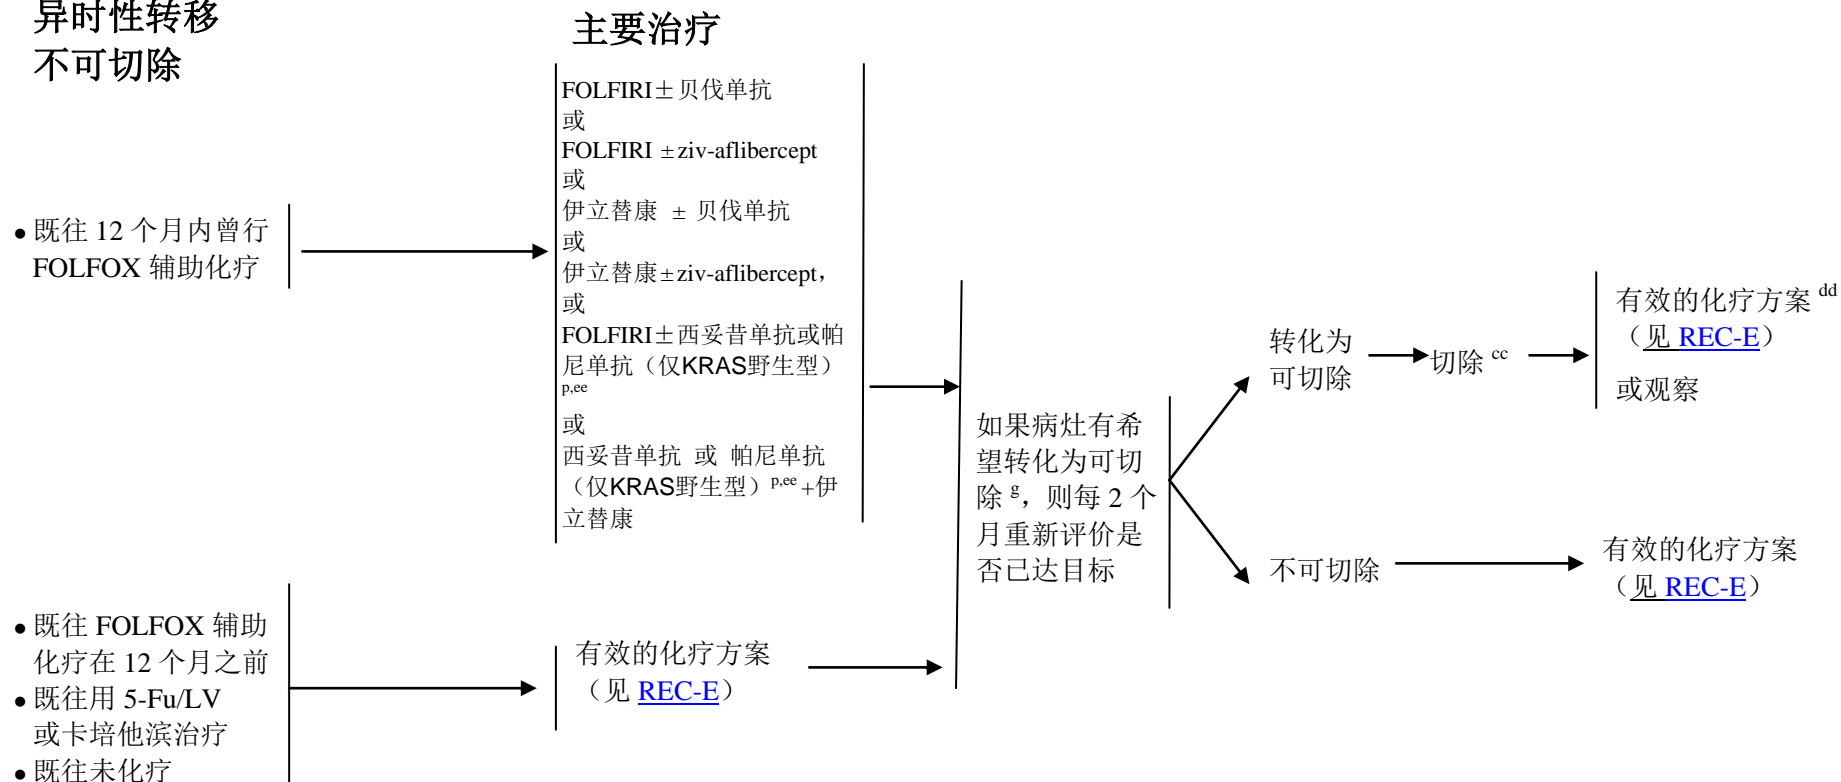 异时性转移
不可切除
主要治疗
• 既往 12 个月内曾行
FOLFOX 辅助化疗
FOLFIRI±贝伐单抗
或
FOLFIRI ±ziv-aflibercept
或
伊立替康 ± 贝伐单抗
或
伊立替康±ziv-aflibercept，
或
FOLFIRI±西妥昔单抗或帕
尼单抗（仅KRAS野生型）
p,ee
或
西妥昔单抗 或 帕尼单抗
（仅KRAS野生型）p,ee +伊
立替康
• 既往 FOLFOX 辅助
化疗在 12 个月之前
• 既往用 5-Fu/LV
或卡培他滨治疗
• 既往未化疗
有效的化疗方案
（见 REC-E）
如果病灶有希
望转化为可切
除 g，则每 2 个
月重新评价是
否已达目标
转化为
可切除
切除 cc
有效的化疗方案 dd
（见 REC-E）
或观察
不可切除
有效的化疗方案
（见 REC-E）